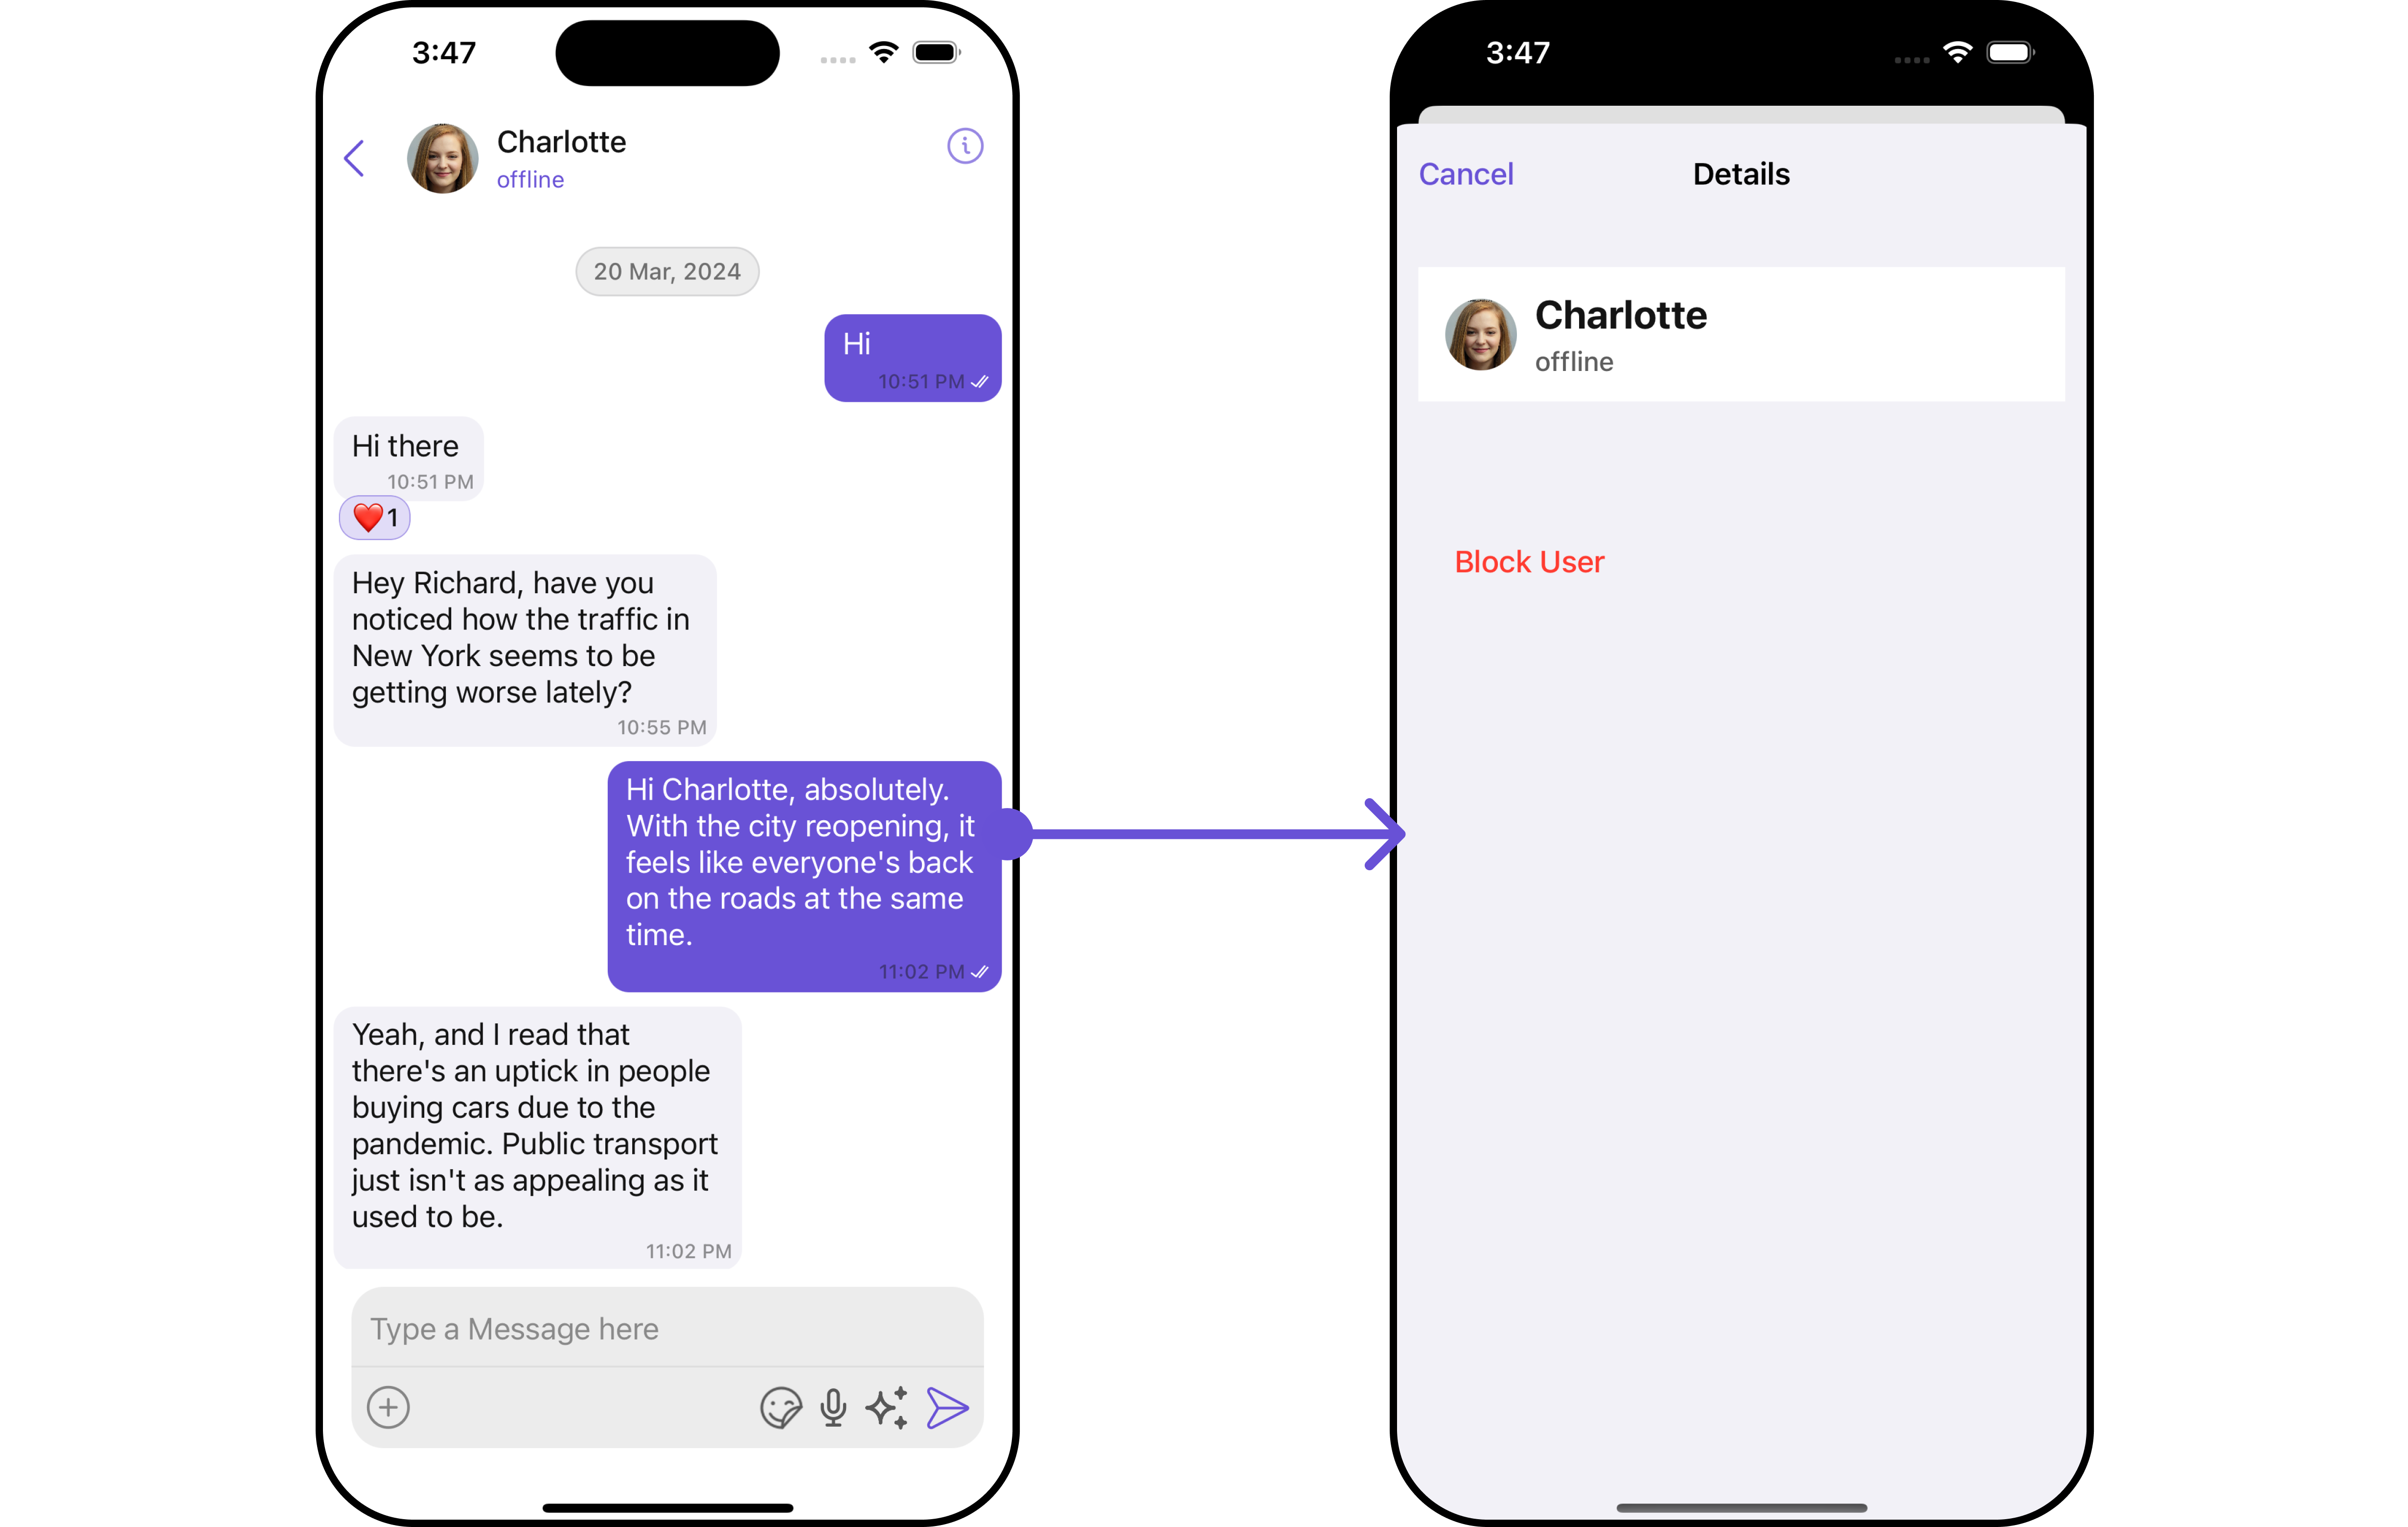 3:47
Charlotte
offline
20 Mar, 2024
Hi
10:51 PM
Hi there
10:51 PM
❤️1
Hey Richard, have you
noticed how the traffic in
New York seems to be
getting worse lately?
10:55 PM
Hi Charlotte, absolutely.
With the city reopening, it
feels like everyone's back
on the roads at the same
time.
11:02 PM
Yeah, and I read that
there's an uptick in people
buying cars due to the
pandemic. Public transport
just isn't as appealing as it
used to be.
11:02 PM
Type a Message here
3:47
Cancel
Details
Charlotte
offline
Block User